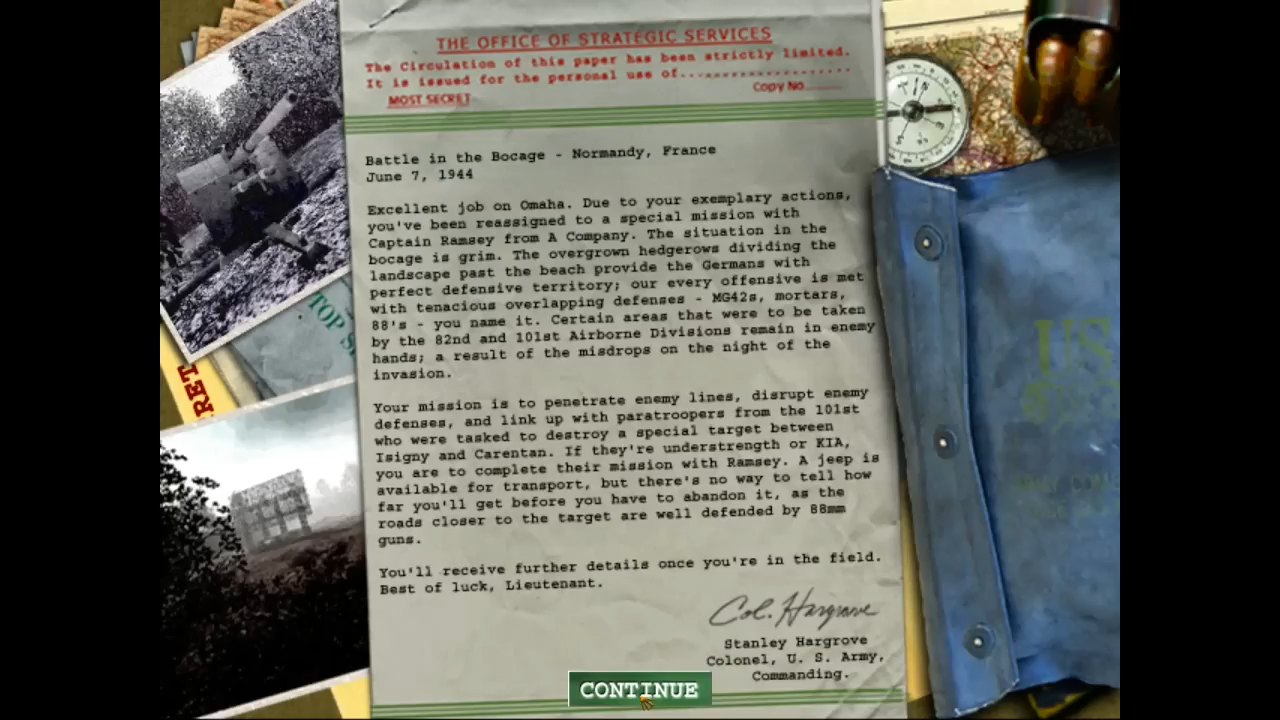 THE OFFICE OF STRATEGIC SERVICES
The Circulation of this paper has been strictly limited.
It is issued for the personal use of...................
MOST SECRET
Copy No........
Battle in the Bocage - Normandy, France
June 7, 1944
Excellent job on Omaha. Due to your exemplary actions,
you've been reassigned to a special mission with
Captain Ramsey from A Company. The situation in the
bocage is grim. The overgrown hedgerows dividing the
landscape past the beach provide the Germans with
perfect defensive territory; our every offensive is met
with tenacious overlapping defenses - MG42s, mortars,
88's - you name it. Certain areas that were to be taken
by the 82nd and 101st Airborne Divisions remain in enemy
hands; a result of the misdrops on the night of the
invasion.
Your mission is to penetrate enemy lines, disrupt enemy
defenses, and link up with paratroopers from the 101st
who were tasked to destroy a special target between
Isigny and Carentan. If they're understrength or KIA,
you are to complete their mission with Ramsey. A jeep is
available for transport, but there's no way to tell how
far you'll get before you have to abandon it, as the
roads closer to the target are well defended by 88mm
guns.
You'll receive further details once you're in the field.
Best of luck, Lieutenant.
Col. Hargrove
Stanley Hargrove
Colonel, U. S. Army,
Commanding.
CONTINUE
TOP S
RET
US